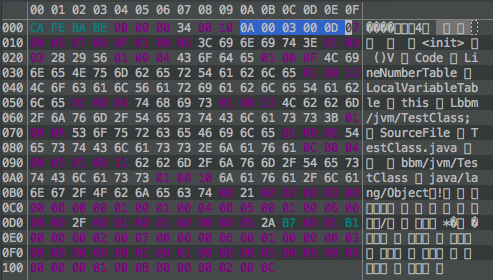 00 01 02 03 04 05 06 07 08 09 0A 0B 0C 0D 0E 0F
000 CA FE BA BE 00 00 00 34 00 10 0A 00 03 00 0D 07 4
010 00 0E 07 00 0F 01 00 06 3C 69 6E 69 74 3E 01 00 <init>
020 03 28 29 56 01 00 04 43 6F 64 65 01 00 0F 4C 69 ()V Code Li
030 6E 65 4E 75 6D 62 65 72 54 61 62 6C 65 01 00 12 neNumberTable
040 4C 6F 63 61 6C 56 61 72 69 61 62 6C 65 54 61 62 LocalVariableTab
050 6C 65 01 00 04 74 68 69 73 01 00 13 4C 62 62 6D le this Lbbm
060 2F 6A 76 6D 2F 54 65 73 74 43 6C 61 73 73 3B 01 /jvm/TestClass;
070 00 0A 53 6F 75 72 63 65 46 69 6C 65 01 00 0E 54 SourceFile T
080 65 73 74 43 6C 61 73 73 2E 6A 61 76 61 0C 00 04 estClass.java
090 00 05 01 00 11 62 62 6D 2F 6A 76 6D 2F 54 65 73 bbm/jvm/Tes
0A0 74 43 6C 61 73 73 01 00 10 6A 61 76 61 2F 6C 61 tClass java/la
0B0 6E 67 2F 4F 62 6A 65 63 74 00 21 00 02 00 03 00 ng/Object !
0C0 00 00 00 00 01 00 01 00 04 00 05 00 01 00 06 00
0D0 00 00 2F 00 01 00 01 00 00 00 05 2A B7 00 01 B1 / *
0E0 00 00 00 02 00 07 00 00 00 06 00 01 00 00 00 03
0F0 00 08 00 00 00 0C 00 01 00 00 00 05 00 09 00 0A
100 00 00 00 01 00 0B 00 00 00 02 00 0C